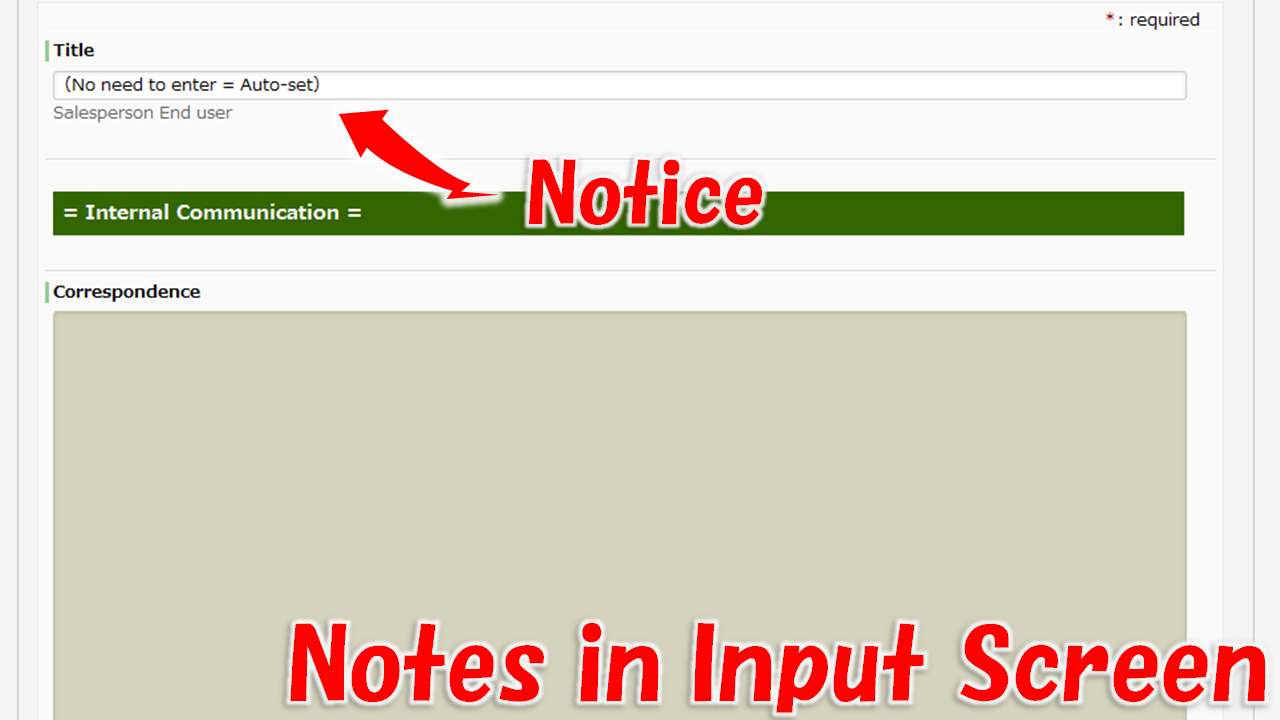 * : required
Title
(No need to enter = Auto-set)
Salesperson End user
Notice
= Internal Communication =
Correspondence
Notes in Input Screen